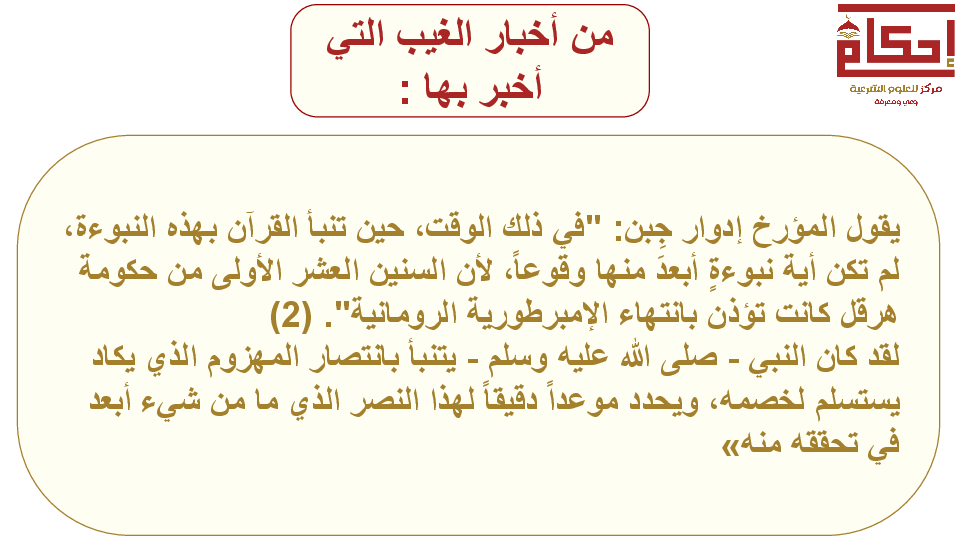 إحكام
مركز للعلوم الشرعية
وعي ومعرفة
من أخبار الغيب التي
أخبر بها :
يقول المؤرخ إدوار جِبن: "في ذلك الوقت، حين تنبأ القرآن بهذه النبوءة،
لم تكن أية نبوءةٍ أبعدَ منها وقوعاً، لأن السنين العشر الأولى من حكومة
هرقل كانت تؤذن بانتهاء الإمبرطورية الرومانية". (2)
لقد كان النبي - صلى الله عليه وسلم - يتنبأ بانتصار المهزوم الذي يكاد
يستسلم لخصمه، ويحدد موعداً دقيقاً لهذا النصر الذي ما من شيء أبعد
في تحققه منه»